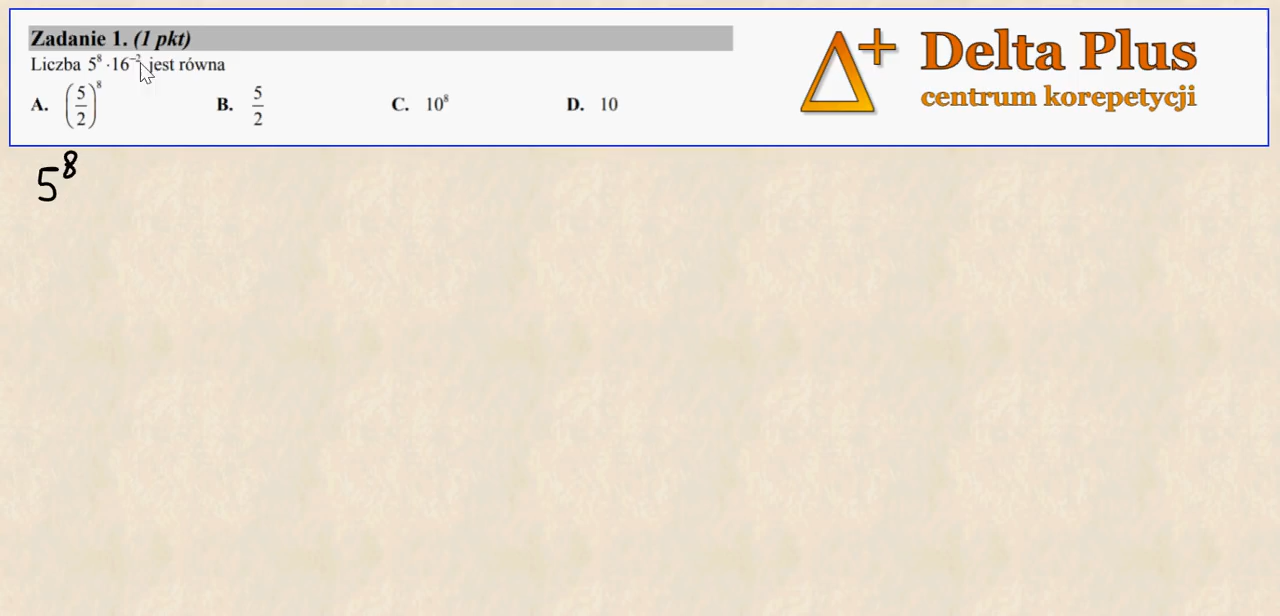 Zadanie 1. (1 pkt)
Liczba 5⁸ ·16⁻² jest równa
A. (5/2)⁸ B. 5/2 C. 10⁸ D. 10
Δ+ Delta Plus
centrum korepetycji
5⁸